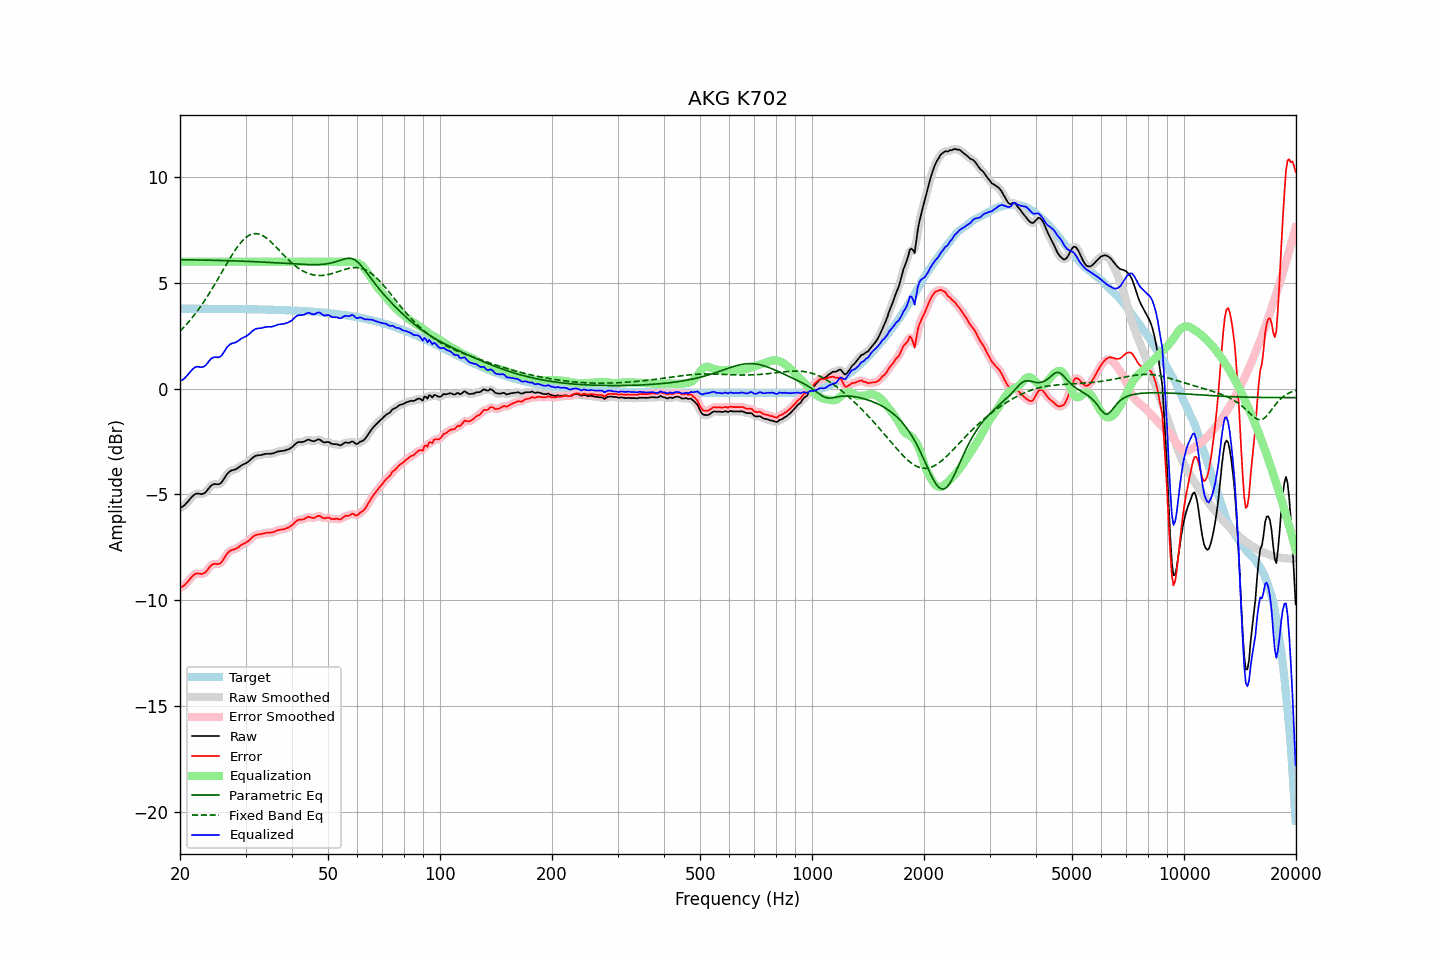 AKG K702
Amplitude (dBr)
10
5
0
−5
−10
−15
−20
Target
Raw Smoothed
Error Smoothed
Raw
Error
Equalization
Parametric Eq
Fixed Band Eq
Equalized
20 50 100 200 500 1000 2000 5000 10000 20000
Frequency (Hz)